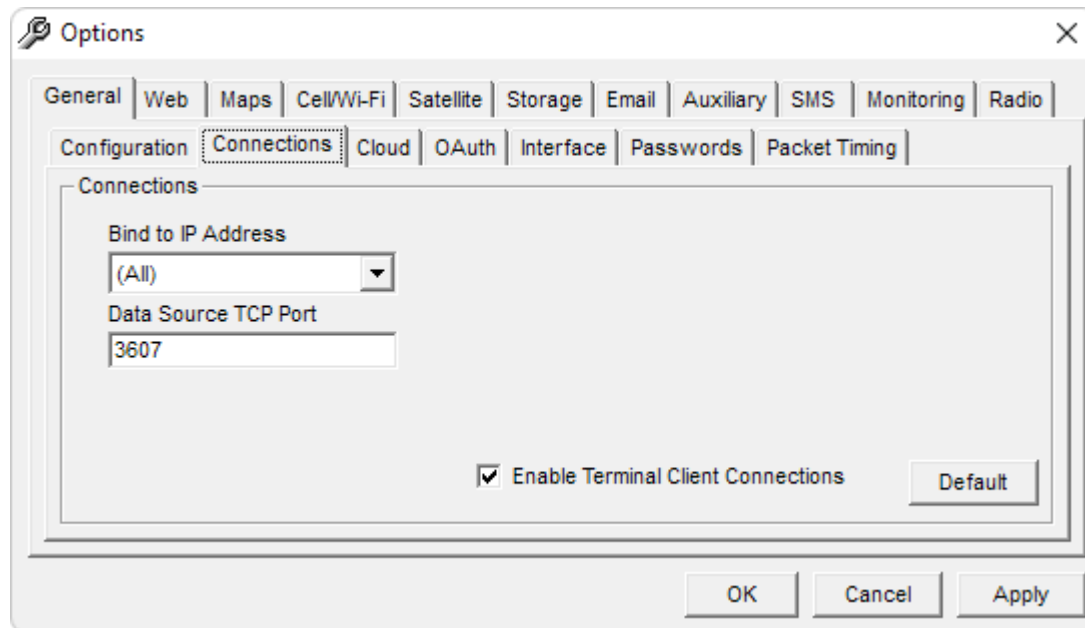 Options
General Web Maps Cell/Wi-Fi Satellite Storage Email Auxiliary SMS Monitoring Radio
Configuration Connections Cloud OAuth Interface Passwords Packet Timing
Connections
Bind to IP Address
(All)
Data Source TCP Port
3607
Enable Terminal Client Connections Default
OK Cancel Apply